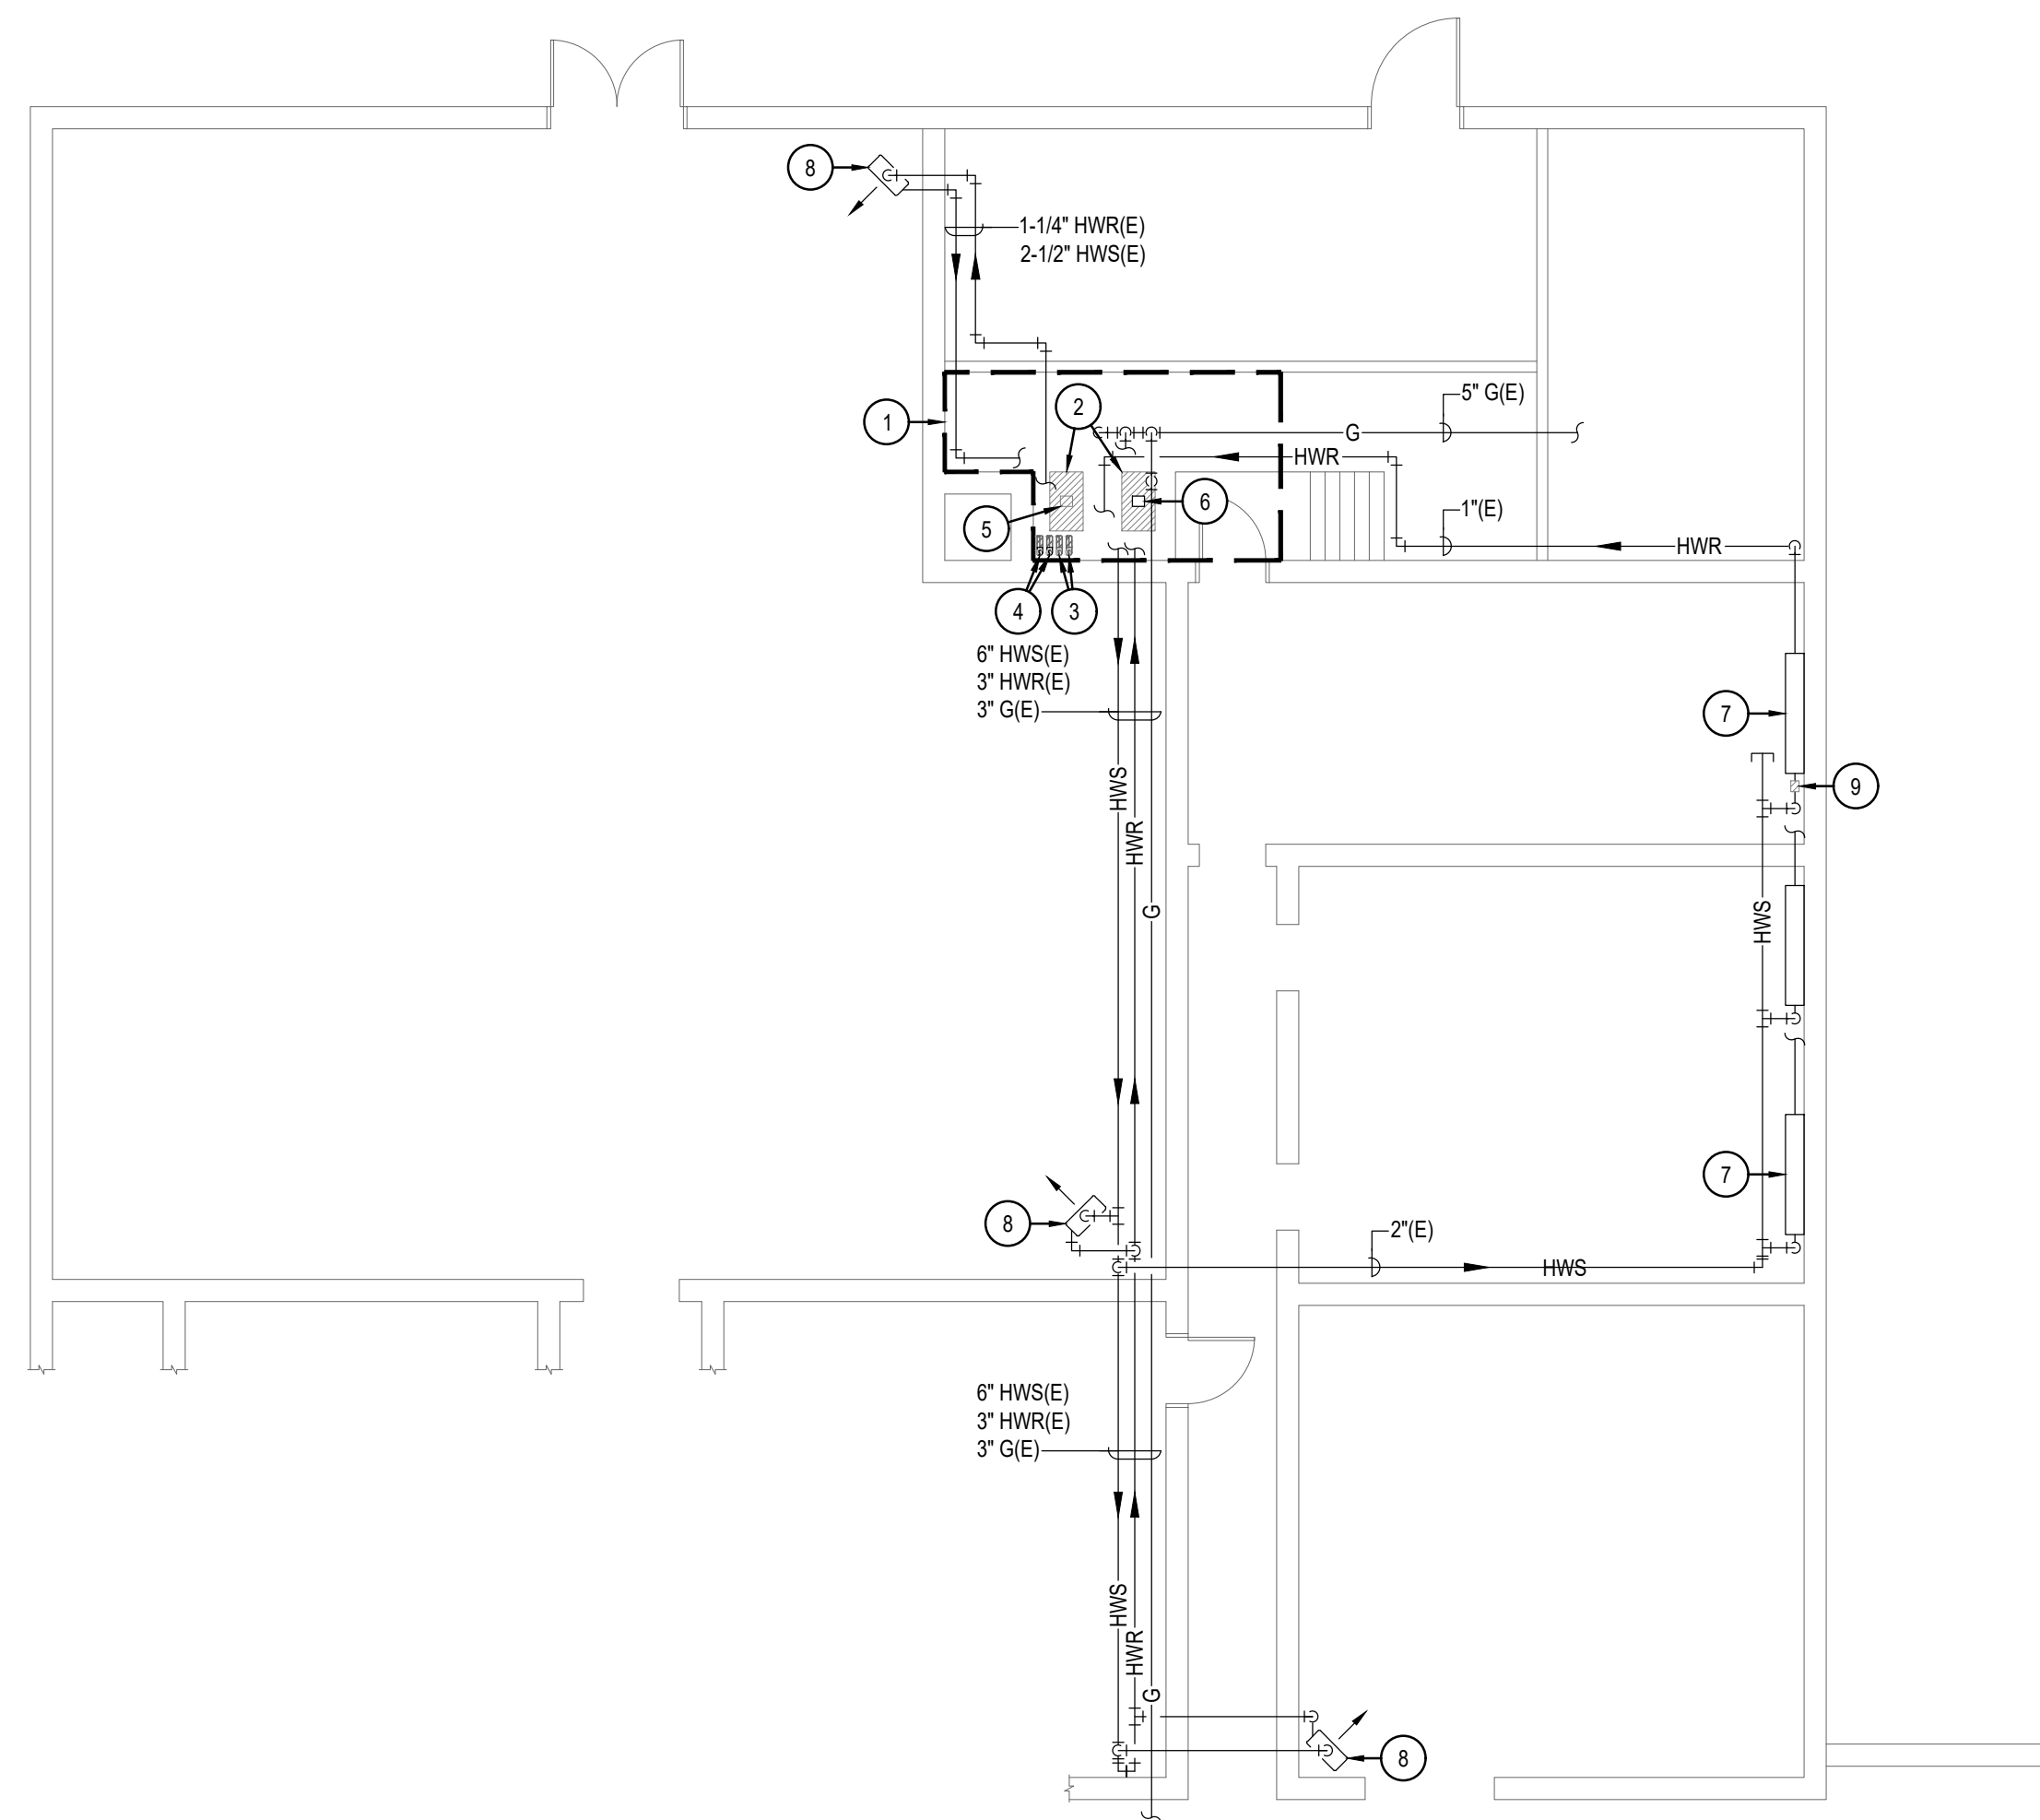 8
1-1/4" HWR(E)
2-1/2" HWS(E)
5" G(E)
2
1
G
HWR
6
1"(E)
5
HWR
4
3
6" HWS(E)
3" HWR(E)
3" G(E)
7
HWS
9
HWR
G
HWS
7
8
2"(E)
HWS
6" HWS(E)
3" HWR(E)
3" G(E)
HWS
HWR
G
8